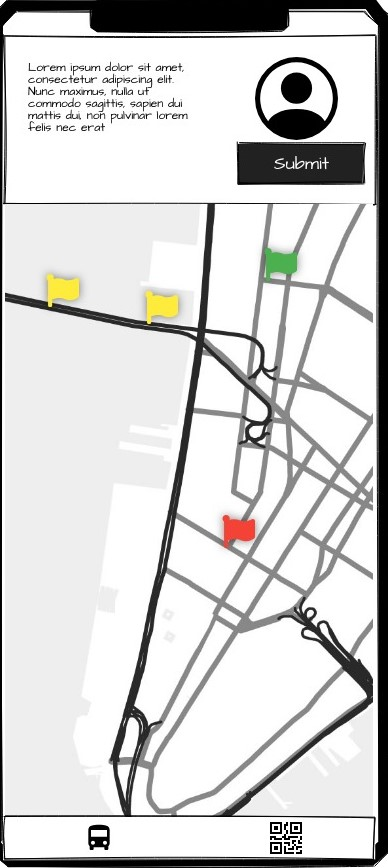 Lorem ipsum dolor sit amet,
consectetur adipiscing elit.
Nunc maximus, nulla ut
commodo sagittis, sapien dui
mattis dui, non pulvinar lorem
felis nec erat
Submit